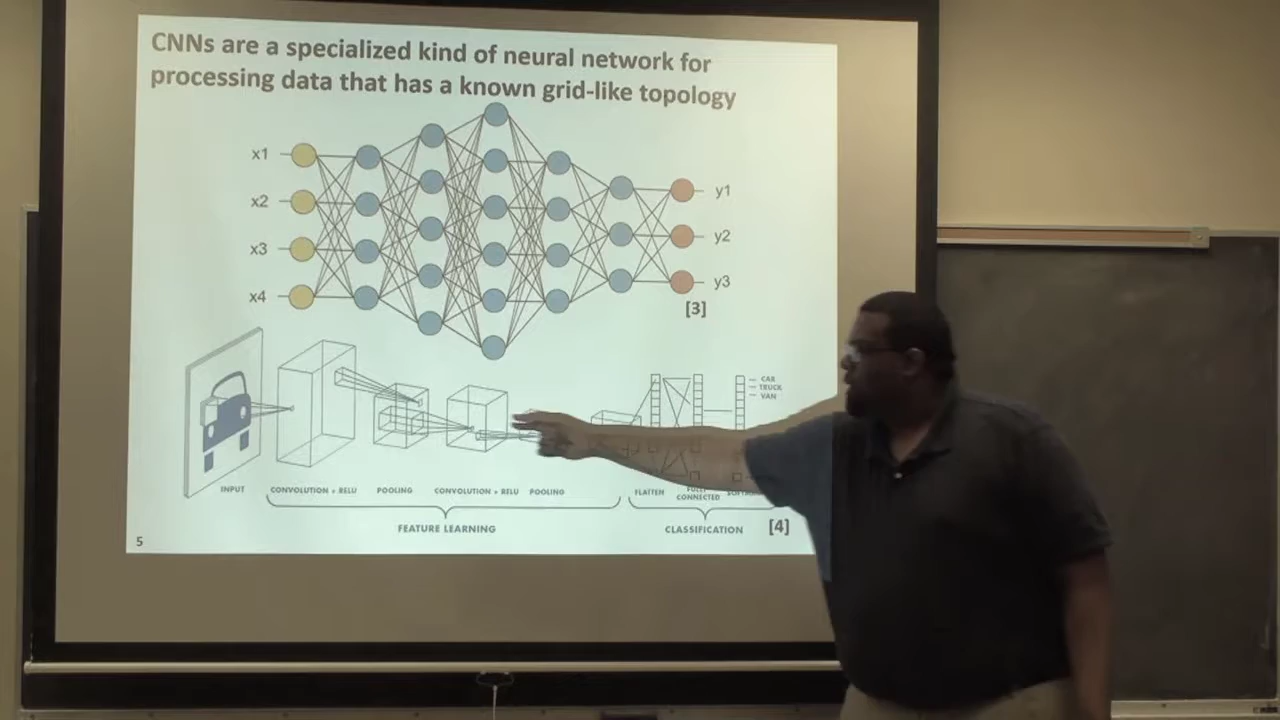 CNNs are a specialized kind of neural network for
processing data that has a known grid-like topology
x1
x2
x3
x4
y1
y2
y3
[3]
CAR
TRUCK
VAN
INPUT
CONVOLUTION + RELU
POOLING
CONVOLUTION + RELU
POOLING
FLATTEN
CONNECTED
FEATURE LEARNING
CLASSIFICATION
[4]
5